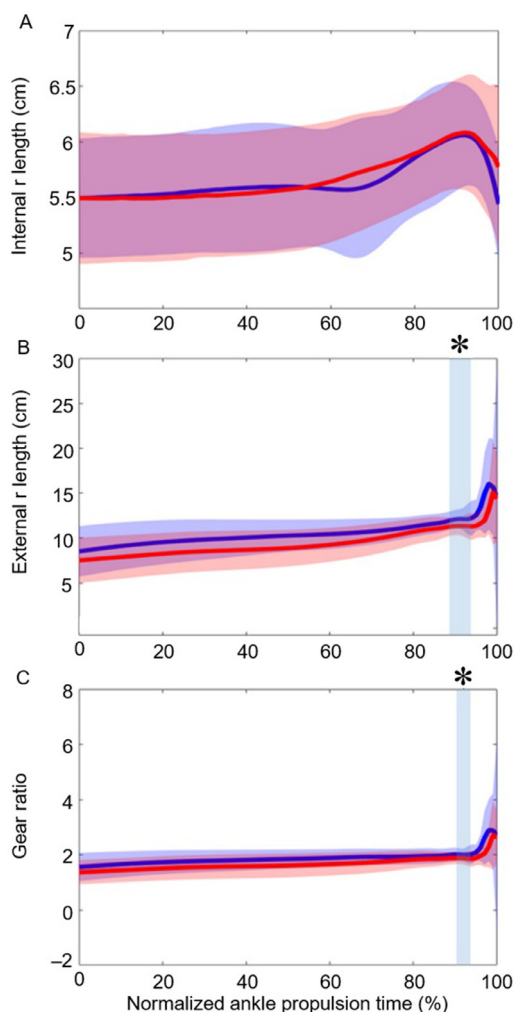 A
Internal r length (cm)
7
6.5
6
5.5
5
0 20 40 60 80 100
B
*
External r length (cm)
30
25
20
15
10
5
0 20 40 60 80 100
C
*
Gear ratio
8
6
4
2
0
–2
0 20 40 60 80 100
Normalized ankle propulsion time (%)